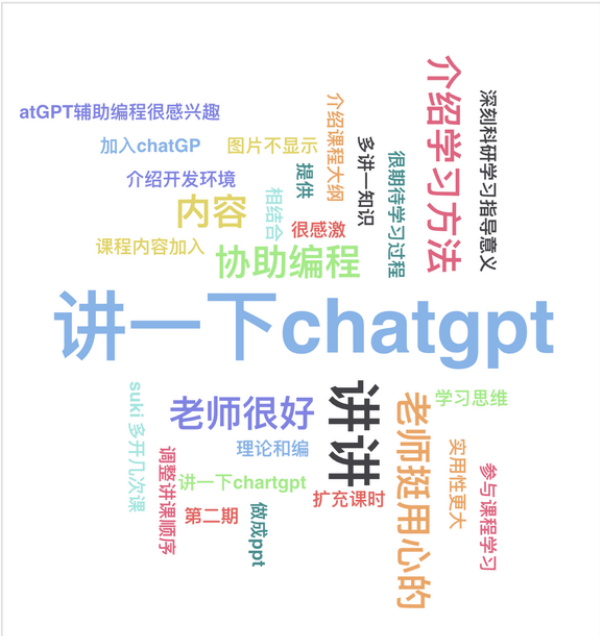 介绍学习方法
深刻科研学习指导意义
atGPT辅助编程很感兴趣
介绍课程大纲
加入chatGP
图片不显示
多讲一知识
很期待学习过程
提供
介绍开发环境
相结合
内容
很感激
课程内容加入
协助编程
讲一下chatgpt
讲讲
suki 多开几次课
老师很好
老师挺用心的
学习思维
理论和编
实用性更大
调整讲课顺序
参与课程学习
讲一下chartgpt
扩充课时
第二期
做成ppt